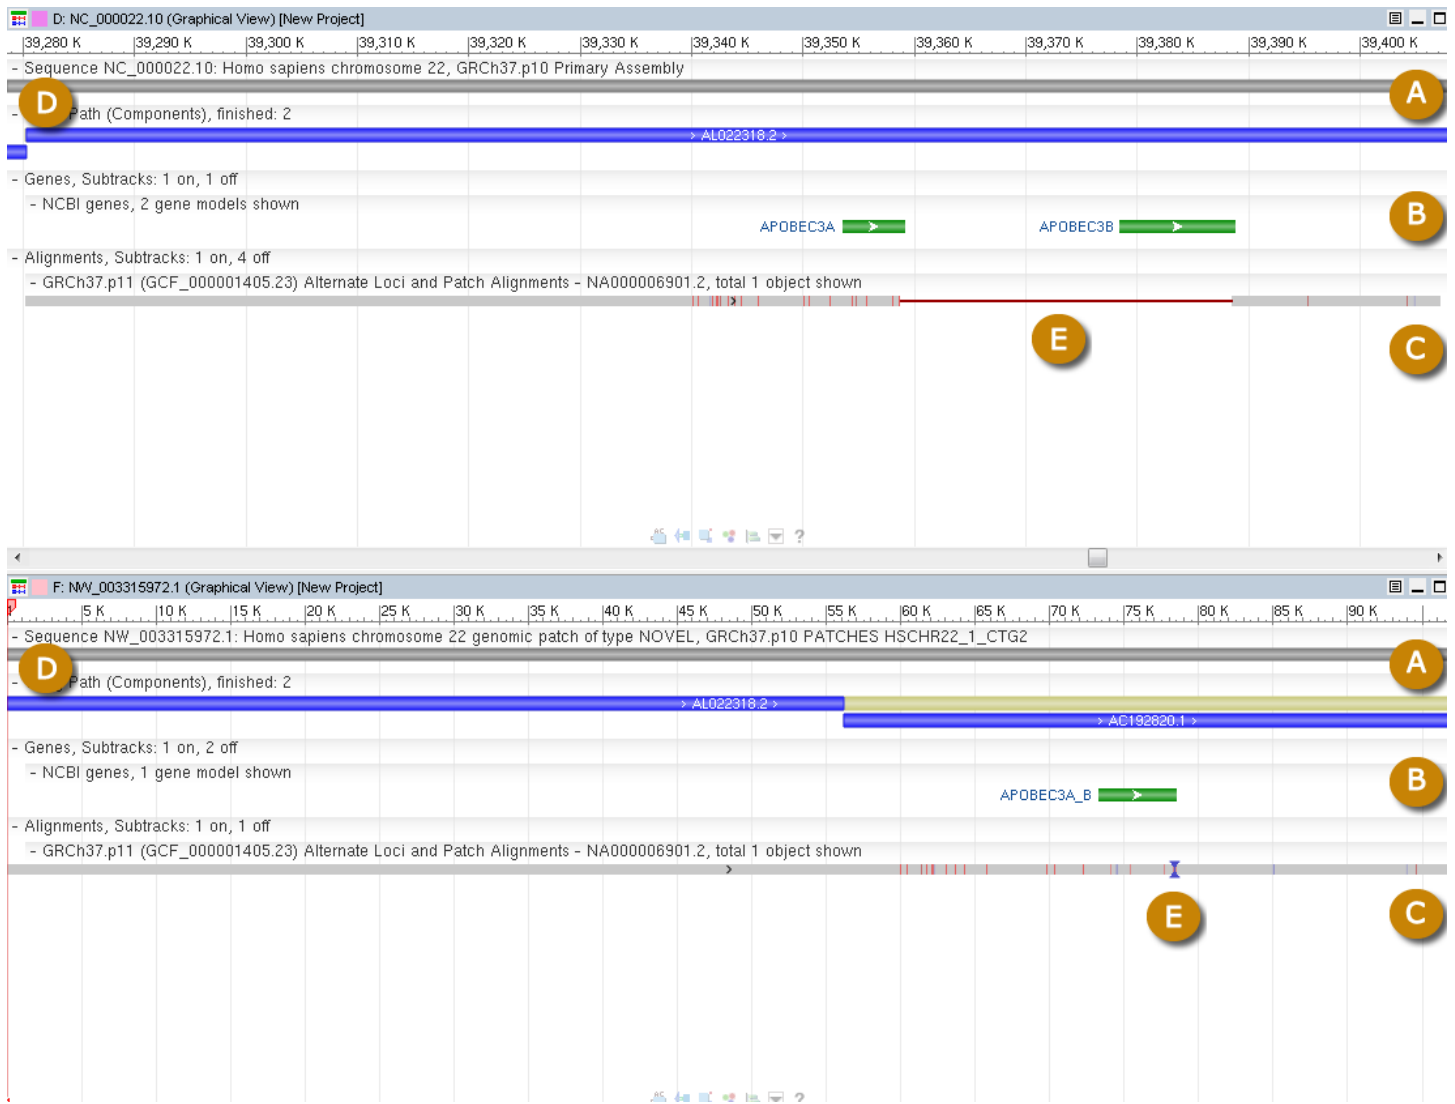 D: NC_000022.10 (Graphical View) [New Project]
39,280 K 39,290 K 39,300 K 39,310 K 39,320 K 39,330 K 39,340 K 39,350 K 39,360 K 39,370 K 39,380 K 39,390 K 39,400 K
- Sequence NC_000022.10: Homo sapiens chromosome 22, GRCh37.p10 Primary Assembly
D
A
- Path (Components), finished: 2
> AL022318.2 >
- Genes, Subtracks: 1 on, 1 off
- NCBI genes, 2 gene models shown
B
APOBEC3A
APOBEC3B
- Alignments, Subtracks: 1 on, 4 off
- GRCh37.p11 (GCF_000001405.23) Alternate Loci and Patch Alignments - NA000006901.2, total 1 object shown
E
C
?
F: NW_003315972.1 (Graphical View) [New Project]
1 5 K 10 K 15 K 20 K 25 K 30 K 35 K 40 K 45 K 50 K 55 K 60 K 65 K 70 K 75 K 80 K 85 K 90 K
- Sequence NW_003315972.1: Homo sapiens chromosome 22 genomic patch of type NOVEL, GRCh37.p10 PATCHES HSCHR22_1_CTG2
D
A
- Path (Components), finished: 2
> AL022318.2 >
> AC192820.1 >
- Genes, Subtracks: 1 on, 2 off
- NCBI genes, 1 gene model shown
B
APOBEC3A_B
- Alignments, Subtracks: 1 on, 1 off
- GRCh37.p11 (GCF_000001405.23) Alternate Loci and Patch Alignments - NA000006901.2, total 1 object shown
E
C
?